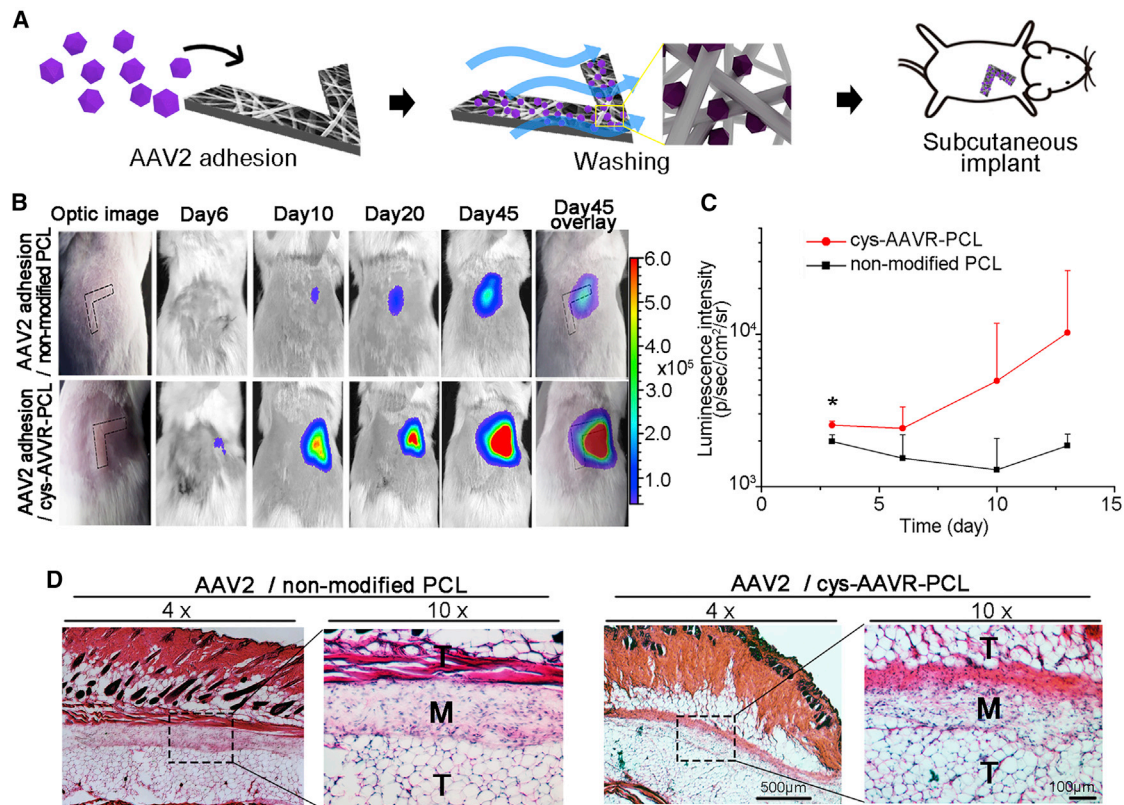 A
AAV2 adhesion
Washing
Subcutaneous
implant
B
Optic image Day6 Day10 Day20 Day45 Day45
overlay
AAV2 adhesion
/ non-modified PCL
AAV2 adhesion
/ cys-AAVR-PCL
6.0
5.0
4.0
x10⁵
3.0
2.0
1.0
C
cys-AAVR-PCL
non-modified PCL
Luminescence intensity
(p/sec/cm²/sr)
10⁴
10³
*
0 5 10 15
Time (day)
D
AAV2 / non-modified PCL
4 x 10 x
T
M
T
AAV2 / cys-AAVR-PCL
4 x 10 x
500µm
T
M
T
100µm